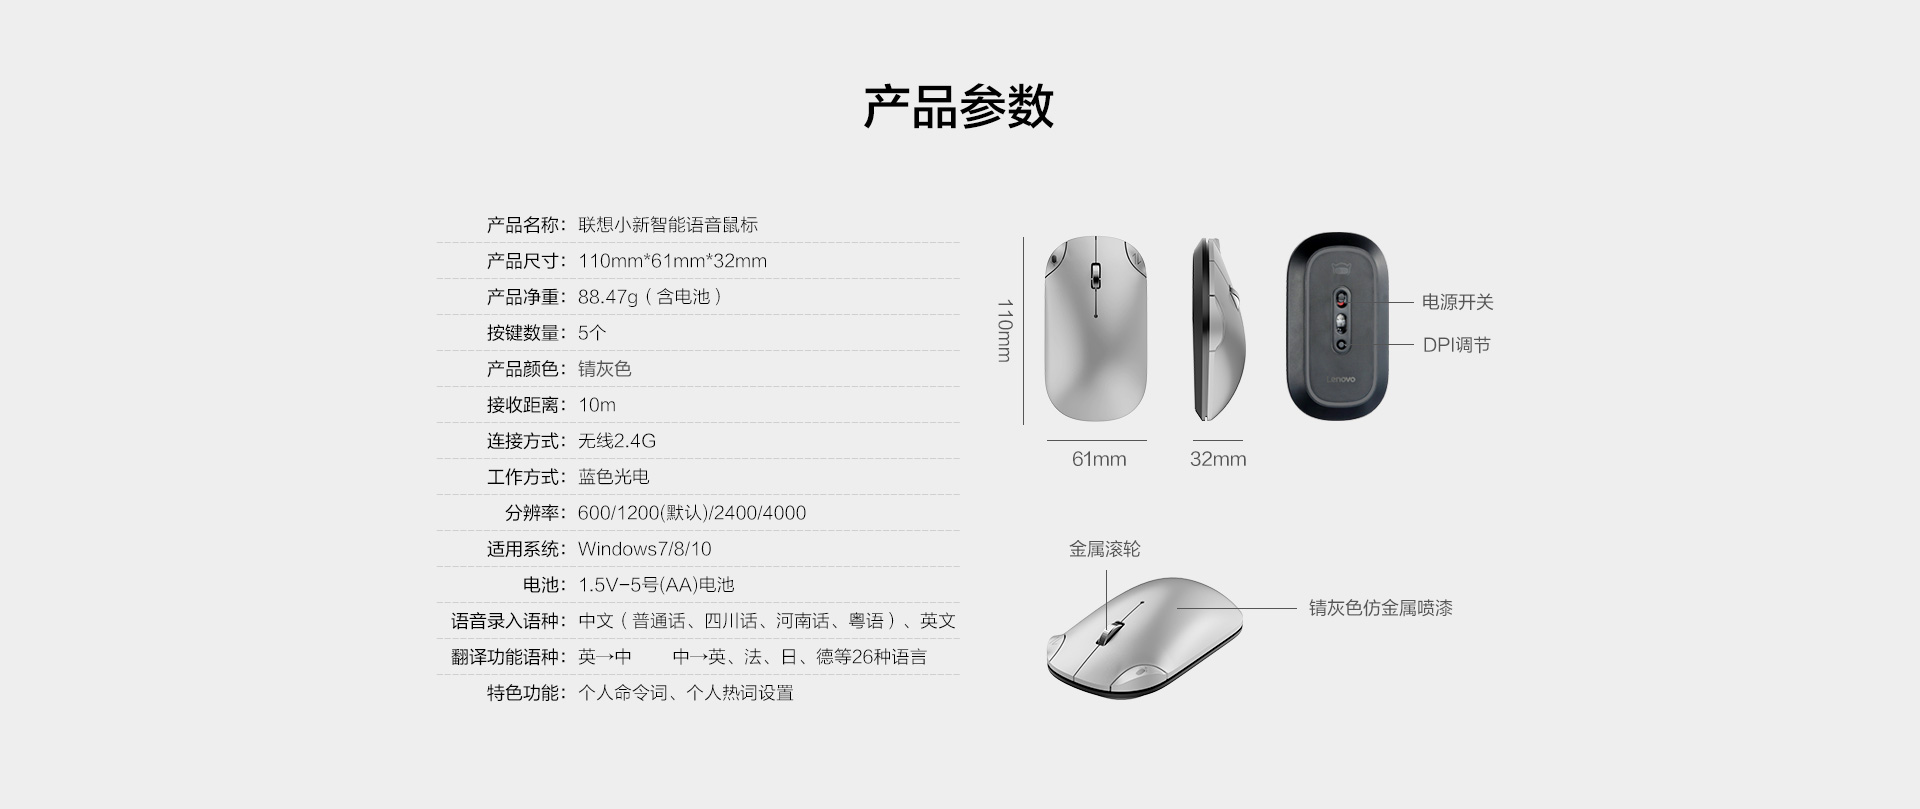 产品参数
产品名称：联想小新智能语音鼠标
产品尺寸：110mm*61mm*32mm
产品净重：88.47g（含电池）
按键数量：5个
产品颜色：锖灰色
接收距离：10m
连接方式：无线2.4G
工作方式：蓝色光电
分辨率：600/1200(默认)/2400/4000
适用系统：Windows7/8/10
电池：1.5V-5号(AA)电池
语音录入语种：中文（普通话、四川话、河南话、粤语）、英文
翻译功能语种：英→中 中→英、法、日、德等26种语言
特色功能：个人命令词、个人热词设置
110mm
61mm
32mm
电源开关
DPI调节
Lenovo
金属滚轮
锖灰色仿金属喷漆